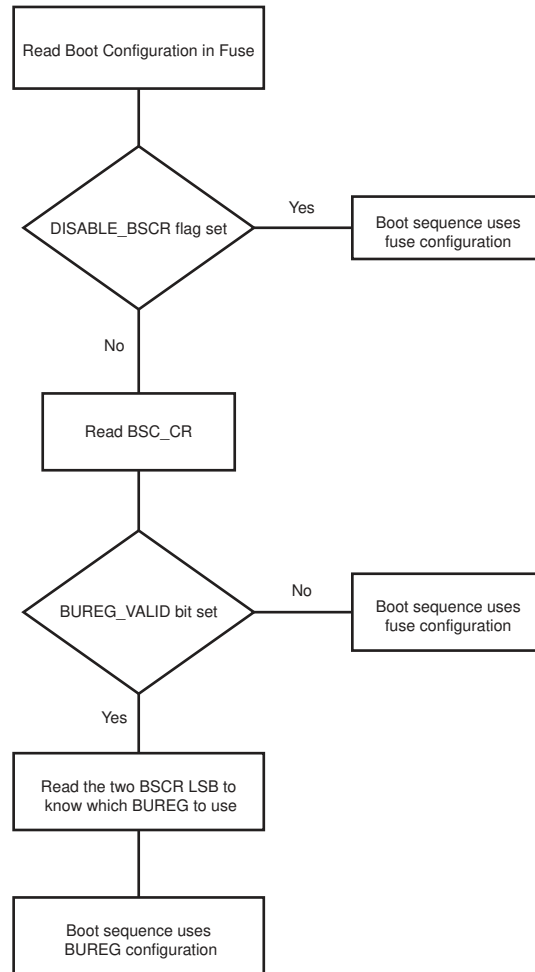 Read Boot Configuration in Fuse
DISABLE_BSCR flag set
Yes
Boot sequence uses
fuse configuration
No
Read BSC_CR
BUREG_VALID bit set
No
Boot sequence uses
fuse configuration
Yes
Read the two BSCR LSB to
know which BUREG to use
Boot sequence uses
BUREG configuration